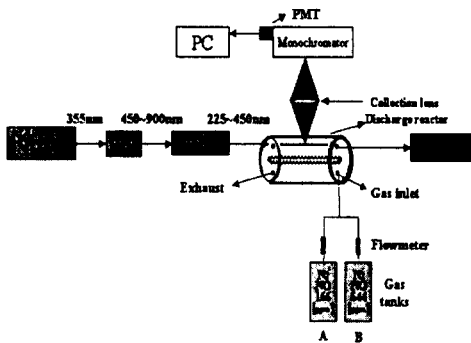 PMT
PC
Monochromator
Collection lens
355nm
450~900nm
225~450nm
Discharge reactor
Exhaust
Gas inlet
Flowmeter
Gas
tanks
A
B